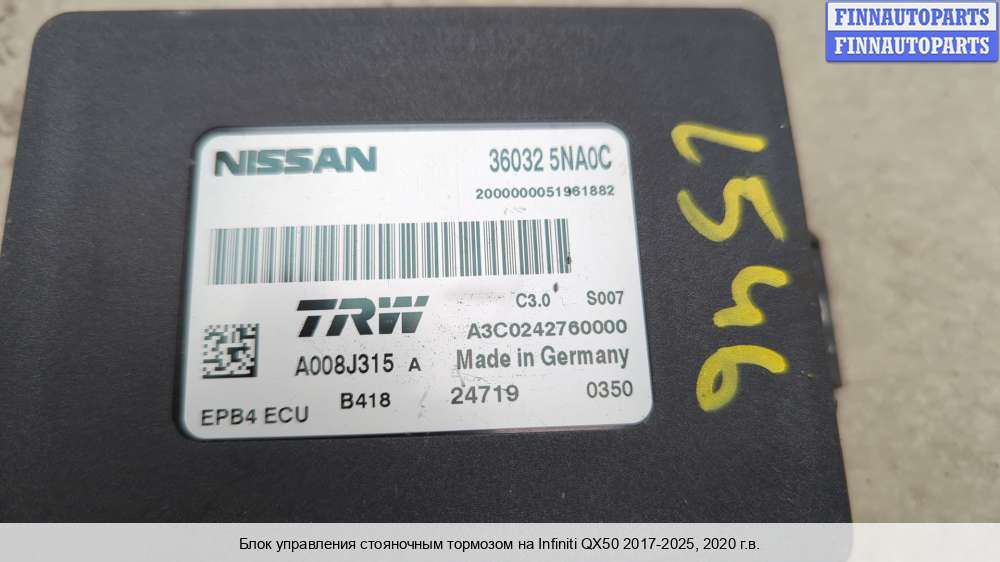 FINNAUTOPARTS
FINNAUTOPARTS
NISSAN 36032 5NA0C
2000000051961882
TRW C3.0 S007
A3C0242760000
A008J315 A Made in Germany
B418 24719 0350
EPB4 ECU
L546
Блок управления стояночным тормозом на Infiniti QX50 2017-2025, 2020 г.в.